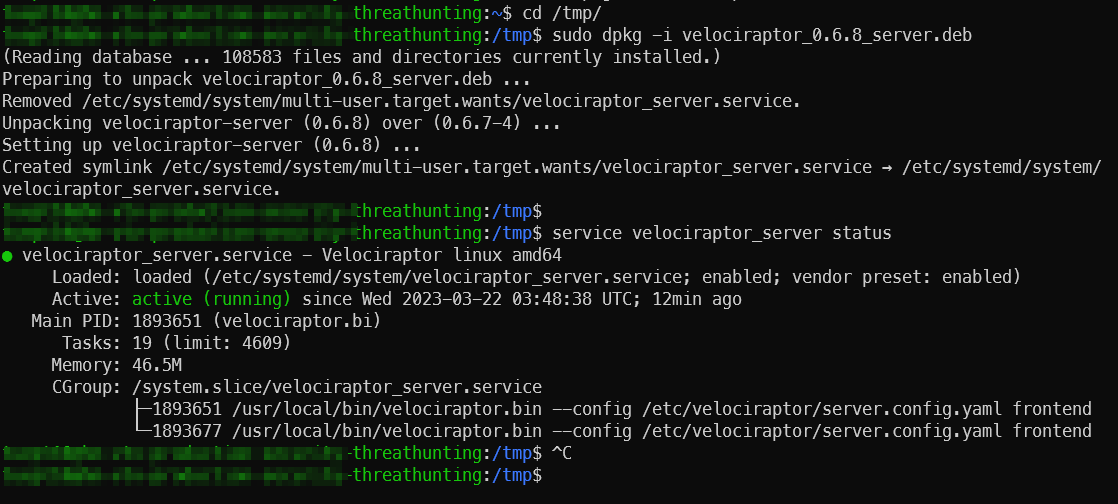 threathunting:~$ cd /tmp/
threathunting:/tmp$ sudo dpkg -i velociraptor_0.6.8_server.deb
(Reading database ... 108583 files and directories currently installed.)
Preparing to unpack velociraptor_0.6.8_server.deb ...
Removed /etc/systemd/system/multi-user.target.wants/velociraptor_server.service.
Unpacking velociraptor-server (0.6.8) over (0.6.7-4) ...
Setting up velociraptor-server (0.6.8) ...
Created symlink /etc/systemd/system/multi-user.target.wants/velociraptor_server.service → /etc/systemd/system/
velociraptor_server.service.
threathunting:/tmp$
threathunting:/tmp$ service velociraptor_server status
● velociraptor_server.service - Velociraptor linux amd64
Loaded: loaded (/etc/systemd/system/velociraptor_server.service; enabled; vendor preset: enabled)
Active: active (running) since Wed 2023-03-22 03:48:38 UTC; 12min ago
Main PID: 1893651 (velociraptor.bi)
Tasks: 19 (limit: 4609)
Memory: 46.5M
CGroup: /system.slice/velociraptor_server.service
├─1893651 /usr/local/bin/velociraptor.bin --config /etc/velociraptor/server.config.yaml frontend
└─1893677 /usr/local/bin/velociraptor.bin --config /etc/velociraptor/server.config.yaml frontend
-threathunting:/tmp$ ^C
-threathunting:/tmp$